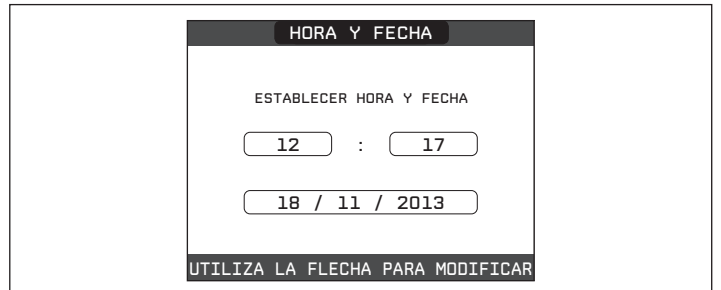 HORA Y FECHA
ESTABLECER HORA Y FECHA
12 : 17
18 / 11 / 2013
UTILIZA LA FLECHA PARA MODIFICAR